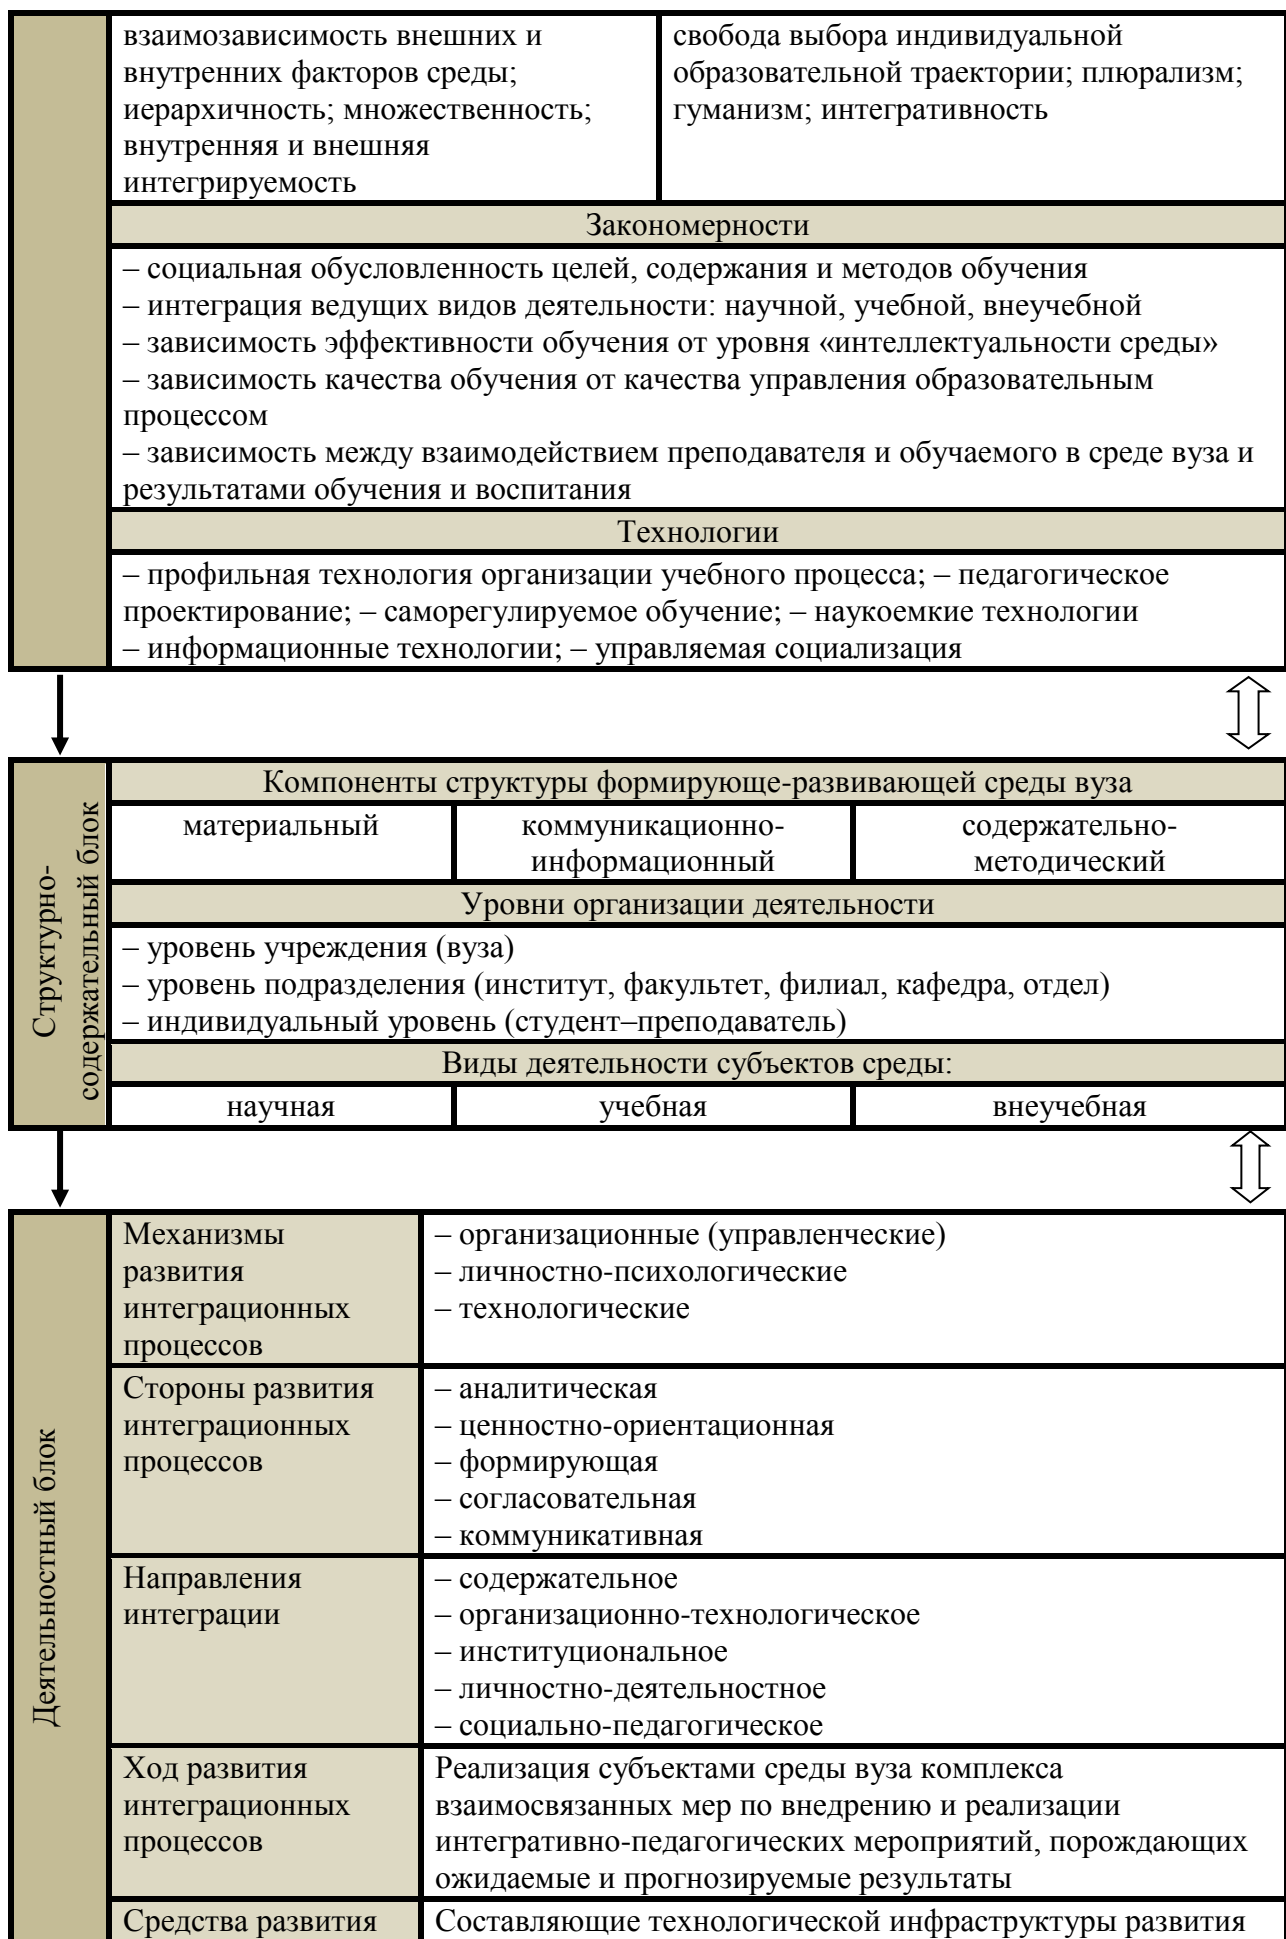 взаимозависимость внешних и
внутренних факторов среды;
иерархичность; множественность;
внутренняя и внешняя
интегрируемость
свобода выбора индивидуальной
образовательной траектории; плюрализм;
гуманизм; интегративность
Закономерности
– социальная обусловленность целей, содержания и методов обучения
– интеграция ведущих видов деятельности: научной, учебной, внеучебной
– зависимость эффективности обучения от уровня «интеллектуальности среды»
– зависимость качества обучения от качества управления образовательным
процессом
– зависимость между взаимодействием преподавателя и обучаемого в среде вуза и
результатами обучения и воспитания
Технологии
– профильная технология организации учебного процесса; – педагогическое
проектирование; – саморегулируемое обучение; – наукоемкие технологии
– информационные технологии; – управляемая социализация
Структурно-
содержательный блок
Компоненты структуры формирующе-развивающей среды вуза
материальный
коммуникационно-
информационный
содержательно-
методический
Уровни организации деятельности
– уровень учреждения (вуза)
– уровень подразделения (институт, факультет, филиал, кафедра, отдел)
– индивидуальный уровень (студент–преподаватель)
Виды деятельности субъектов среды:
научная
учебная
внеучебная
Деятельностный блок
Механизмы
развития
интеграционных
процессов
– организационные (управленческие)
– личностно-психологические
– технологические
Стороны развития
интеграционных
процессов
– аналитическая
– ценностно-ориентационная
– формирующая
– согласовательная
– коммуникативная
Направления
интеграции
– содержательное
– организационно-технологическое
– институциональное
– личностно-деятельностное
– социально-педагогическое
Ход развития
интеграционных
процессов
Реализация субъектами среды вуза комплекса
взаимосвязанных мер по внедрению и реализации
интегративно-педагогических мероприятий, порождающих
ожидаемые и прогнозируемые результаты
Средства развития
Составляющие технологической инфраструктуры развития